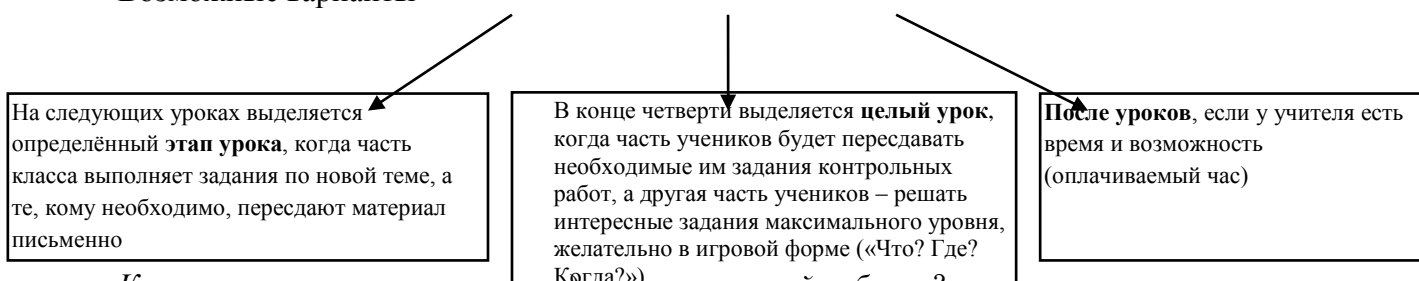 Возможные варианты
На следующих уроках выделяется
определённый этап урока, когда часть
класса выполняет задания по новой теме, а
те, кому необходимо, пересдают материал
письменно
В конце четверти выделяется целый урок,
когда часть учеников будет пересдавать
необходимые им задания контрольных
работ, а другая часть учеников – решать
интересные задания максимального уровня,
желательно в игровой форме («Что? Где?
Когда?»)
После уроков, если у учителя есть
время и возможность
(оплачиваемый час)